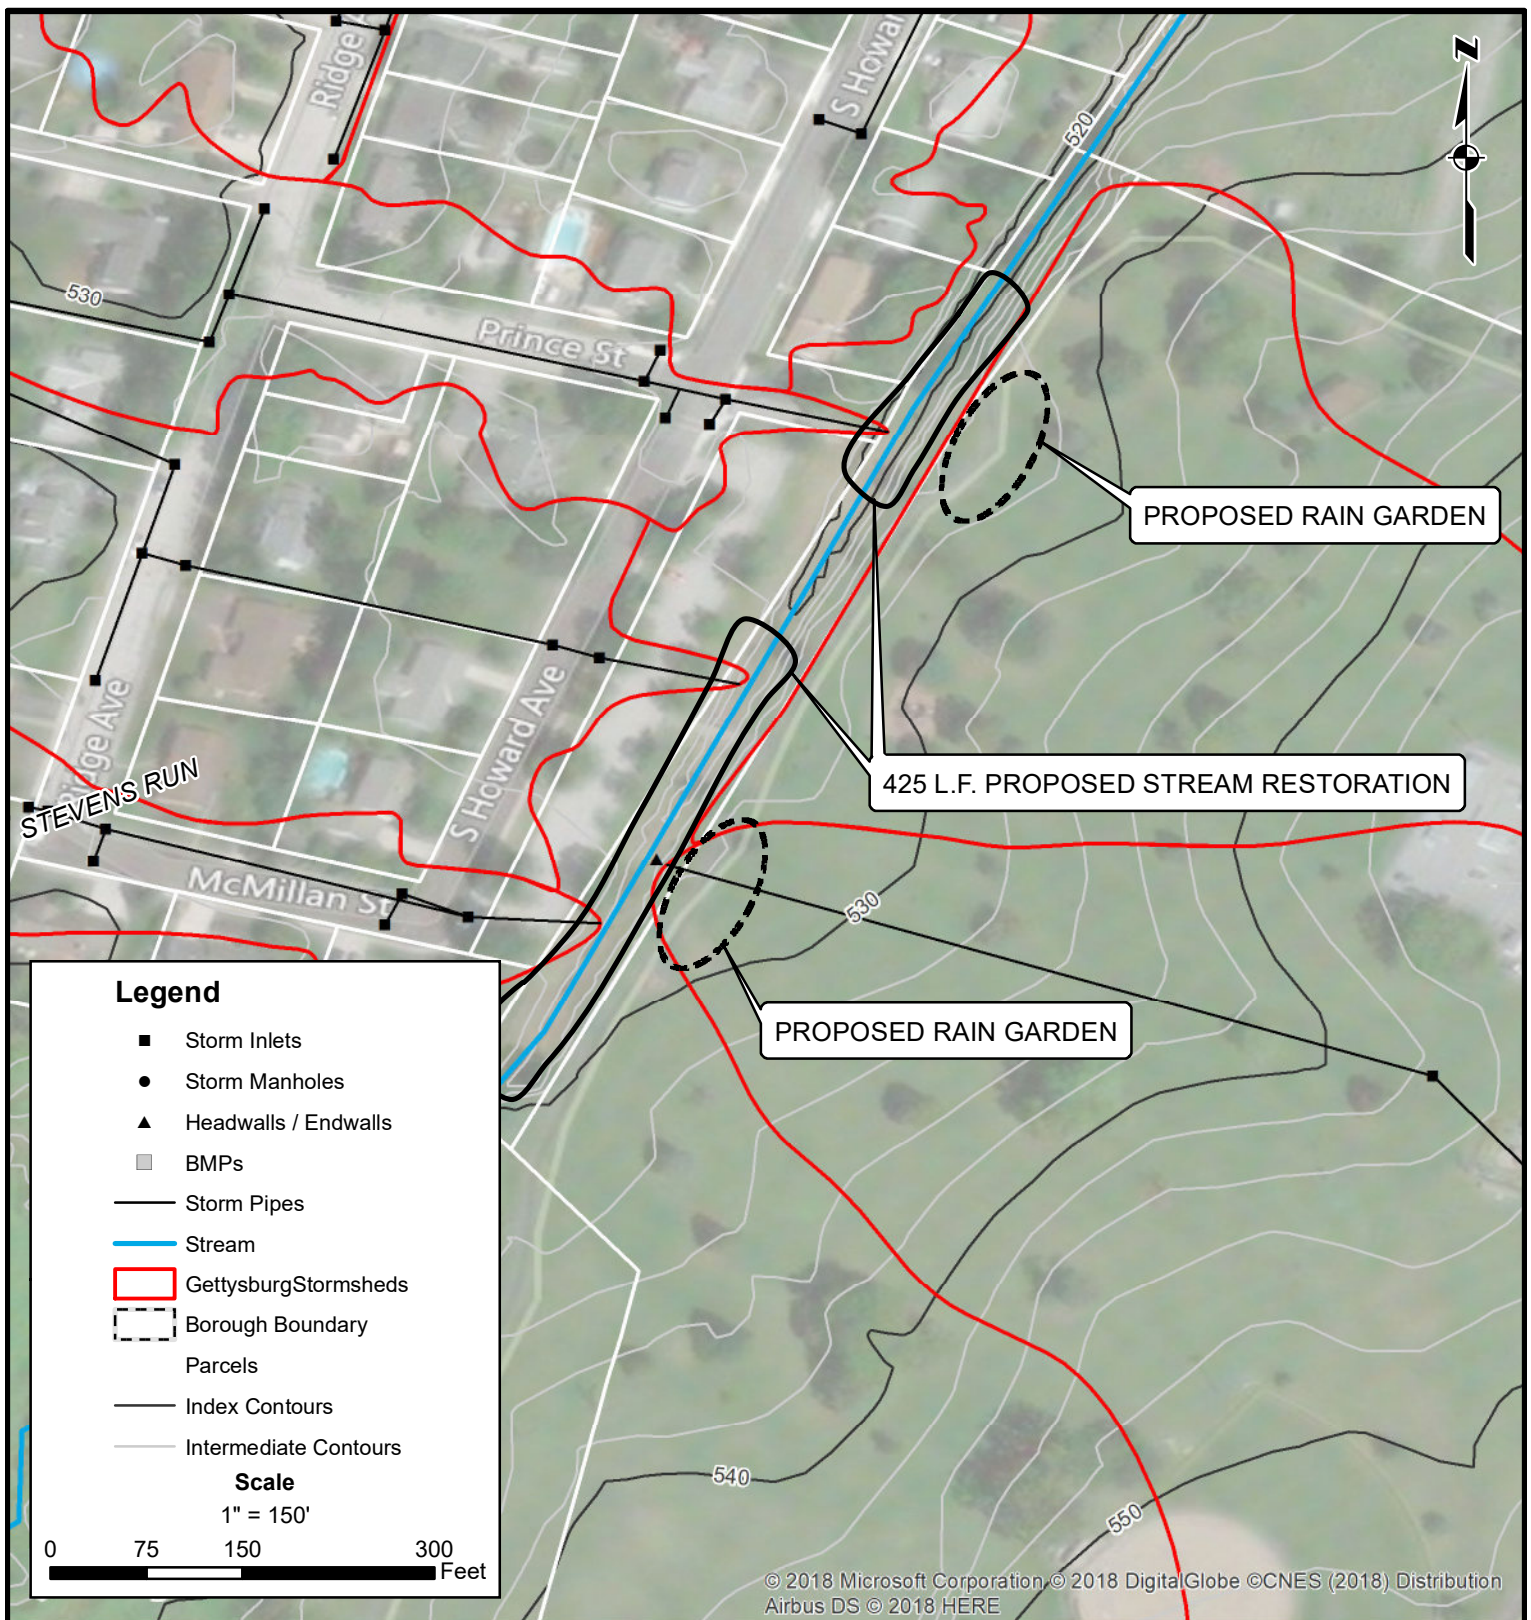 N
Ridge
S Howar
520
530
Prince St
PROPOSED RAIN GARDEN
Ridge Ave
S Howard Ave
425 L.F. PROPOSED STREAM RESTORATION
STEVENS RUN
McMillan St
530
PROPOSED RAIN GARDEN
Legend
Storm Inlets
Storm Manholes
Headwalls / Endwalls
BMPs
Storm Pipes
Stream
GettysburgStormsheds
Borough Boundary
Parcels
Index Contours
Intermediate Contours
Scale
1" = 150'
0 75 150 300
Feet
540
550
© 2018 Microsoft Corporation © 2018 DigitalGlobe ©CNES (2018) Distribution
Airbus DS © 2018 HERE